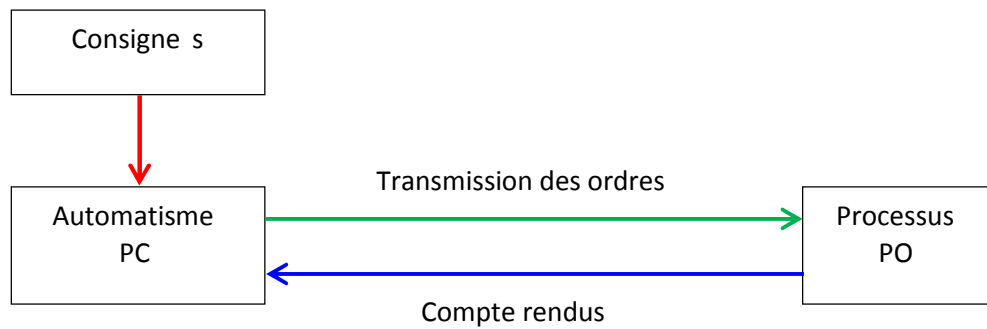 Consigne s
Transmission des ordres
Automatisme
PC
Processus
PO
Compte rendus